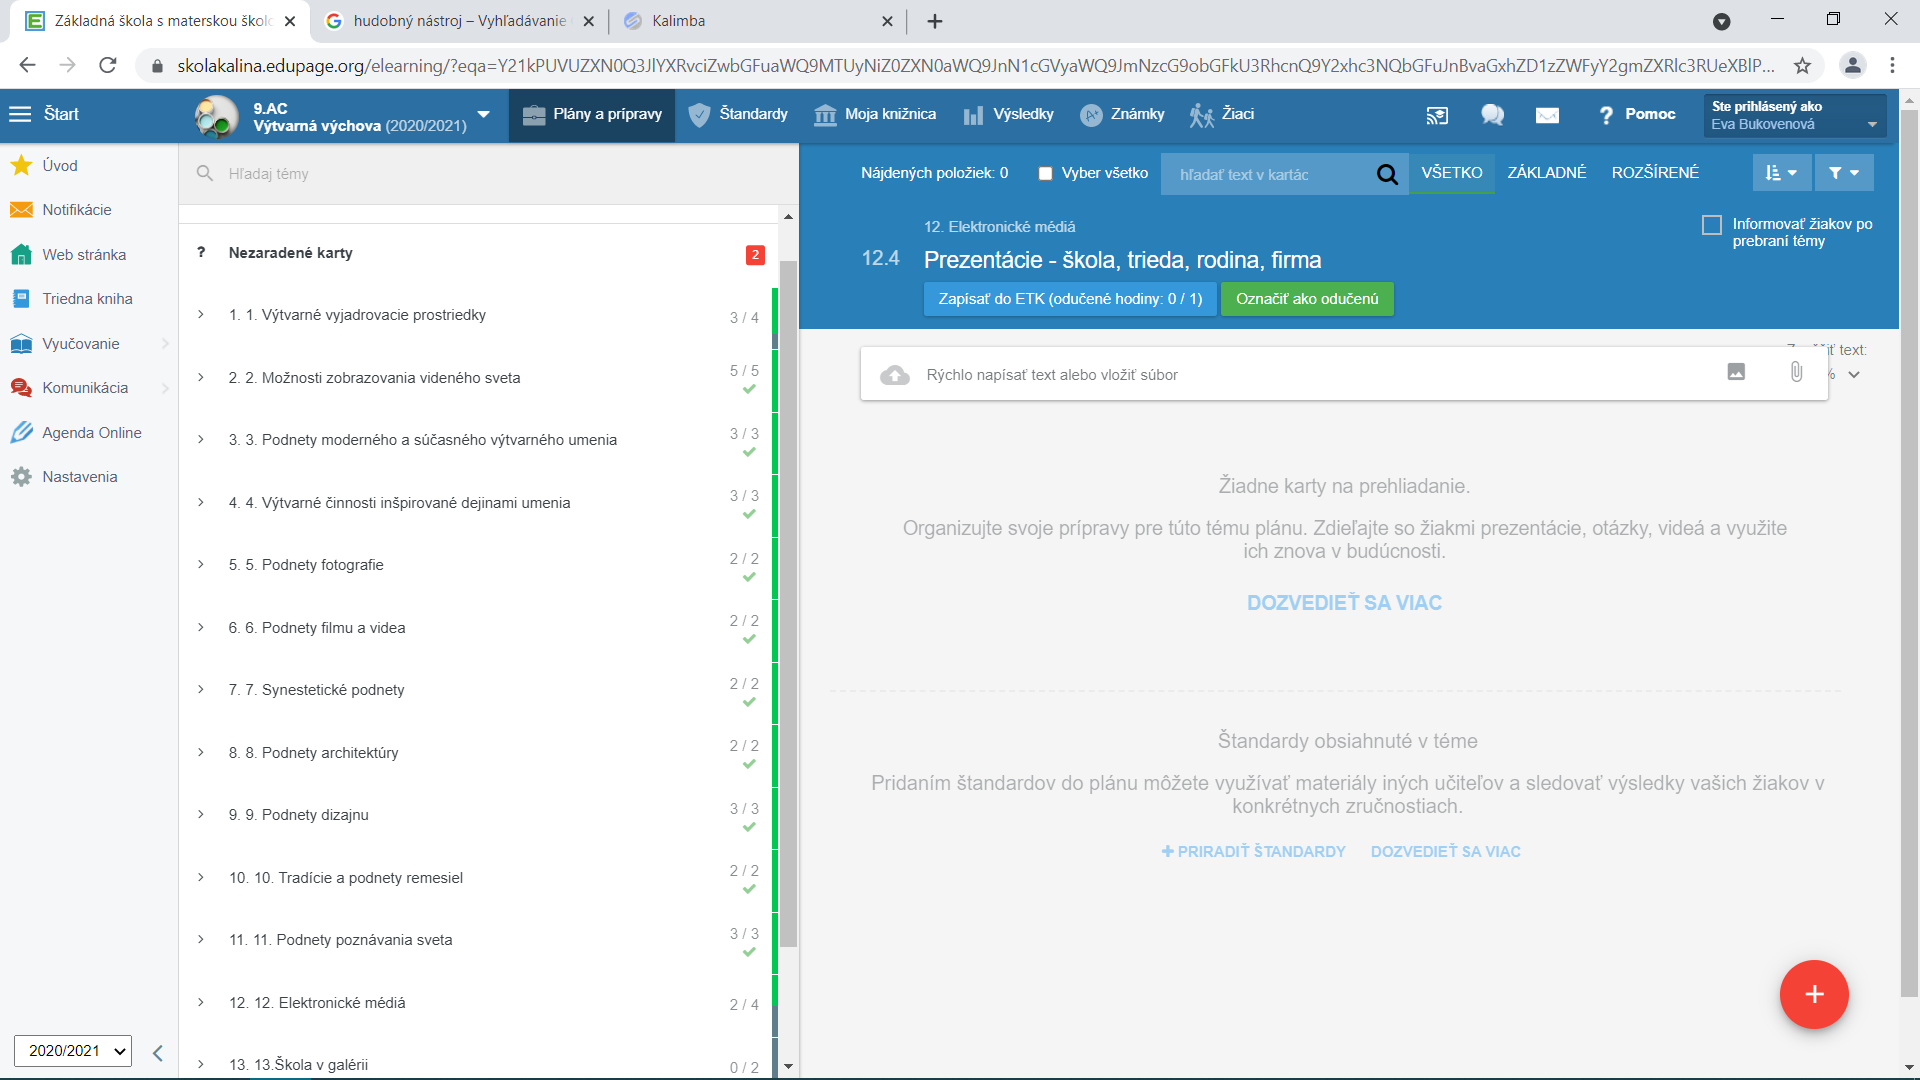 Základná škola s materskou škol
hudobný nástroj – Vyhľadávanie
Kalimba
skolakalina.edupage.org/elearning/?eqa=Y21kPUVUZXN0Q3JlYXRvciZwbGFuaWQ9MTUyNiZ0ZXN0aWQ9JnN1cGVyaWQ9JmNzcG9obGFkU3RhcnQ9Y2xhc3NQbGFuJnBvaGxhZD1zZWFyY2gmZXRlc3RUeXBlP...
Štart
9.AC
Výtvarná výchova (2020/2021)
Plány a prípravy
Štandardy
Moja knižnica
Výsledky
Známky
Žiaci
? Pomoc
Ste prihlásený ako
Eva Bukovenová
Úvod
Notifikácie
Web stránka
Triedna kniha
Vyučovanie
Komunikácia
Agenda Online
Nastavenia
2020/2021
Hľadaj témy
? Nezaradené karty 2
1. 1. Výtvarné vyjadrovacie prostriedky 3 / 4
2. 2. Možnosti zobrazovania videného sveta 5 / 5
3. 3. Podnety moderného a súčasného výtvarného umenia 3 / 3
4. 4. Výtvarné činnosti inšpirované dejinami umenia 3 / 3
5. 5. Podnety fotografie 2 / 2
6. 6. Podnety filmu a videa 2 / 2
7. 7. Synestetické podnety 2 / 2
8. 8. Podnety architektúry 2 / 2
9. 9. Podnety dizajnu 3 / 3
10. 10. Tradície a podnety remesiel 2 / 2
11. 11. Podnety poznávania sveta 3 / 3
12. 12. Elektronické médiá 2 / 4
13. 13.Škola v galérii 0 / 2
Nájdených položiek: 0
Vyber všetko
hľadať text v kartác
VŠETKO
ZÁKLADNÉ
ROZŠÍRENÉ
12. Elektronické médiá
12.4 Prezentácie - škola, trieda, rodina, firma
Zapísať do ETK (odučené hodiny: 0 / 1)
Označiť ako odučenú
Informovať žiakov po
prebraní témy
text:
Rýchlo napísať text alebo vložiť súbor
%
Žiadne karty na prehliadanie.
Organizujte svoje prípravy pre túto tému plánu. Zdieľajte so žiakmi prezentácie, otázky, videá a využite
ich znova v budúcnosti.
DOZVEDIEŤ SA VIAC
Štandardy obsiahnuté v téme
Pridaním štandardov do plánu môžete využívať materiály iných učiteľov a sledovať výsledky vašich žiakov v
konkrétnych zručnostiach.
+ PRIRADIŤ ŠTANDARDY
DOZVEDIEŤ SA VIAC